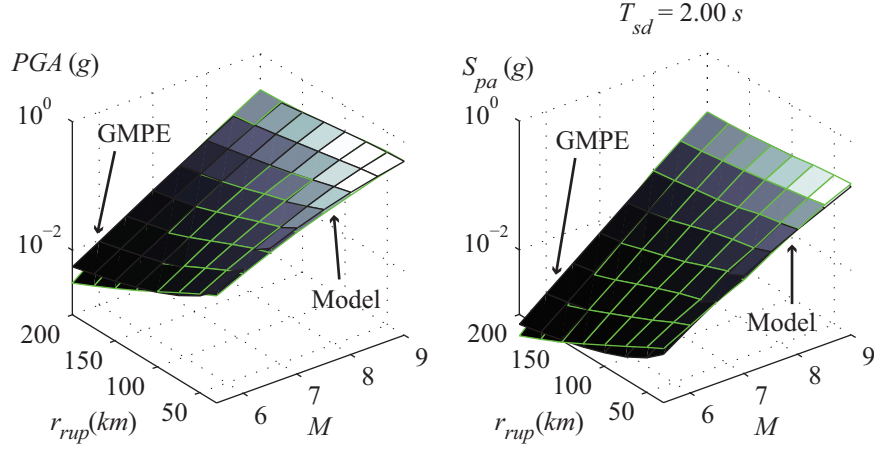 T_sd = 2.00 s
PGA (g)
10^0
GMPE
10^−2
Model
200
150
100
50
r_rup(km)
6
7
8
9
M
S_pa (g)
10^0
GMPE
10^−2
Model
200
150
100
50
r_rup(km)
6
7
8
9
M